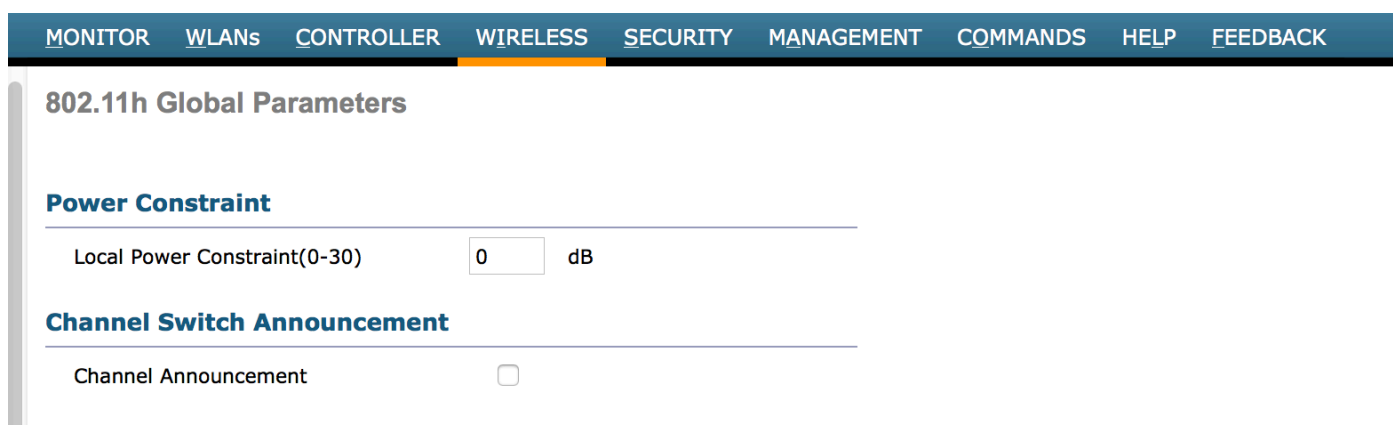 MONITOR WLANs CONTROLLER WIRELESS SECURITY MANAGEMENT COMMANDS HELP FEEDBACK
802.11h Global Parameters
Power Constraint
Local Power Constraint(0-30) 0 dB
Channel Switch Announcement
Channel Announcement